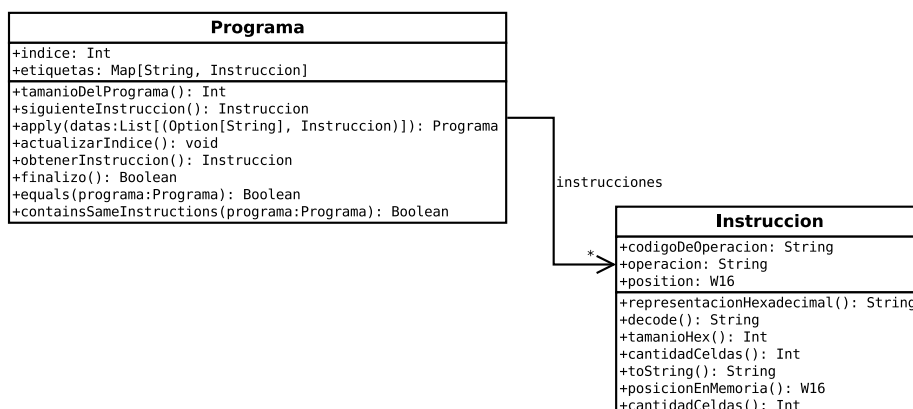 Programa
+indice: Int
+etiquetas: Map[String, Instruccion]
+tamanioDelPrograma(): Int
+siguienteInstruccion(): Instruccion
+apply(datas:List[(Option[String], Instruccion)]): Programa
+actualizarIndice(): void
+obtenerInstruccion(): Instruccion
+finalizo(): Boolean
+equals(programa:Programa): Boolean
+containsSameInstructions(programa:Programa): Boolean
instrucciones
*
Instruccion
+codigoDeOperacion: String
+operacion: String
+position: W16
+representacionHexadecimal(): String
+decode(): String
+tamanioHex(): Int
+cantidadCeldas(): Int
+toString(): String
+posicionEnMemoria(): W16
+cantidadCeldas(): Int